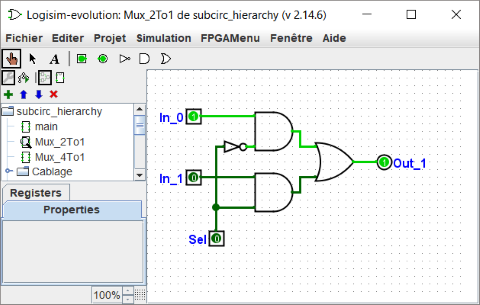 Logisim-evolution: Mux_2To1 de subcirc_hierarchy (v 2.14.6)
Fichier Editer Projet Simulation FPGAMenu Fenêtre Aide
A
subcirc_hierarchy
main
Mux_2To1
Mux_4To1
Cablage
Registers
Properties
100%
In_0 1
In_1 0
Sel 0
1 Out_1